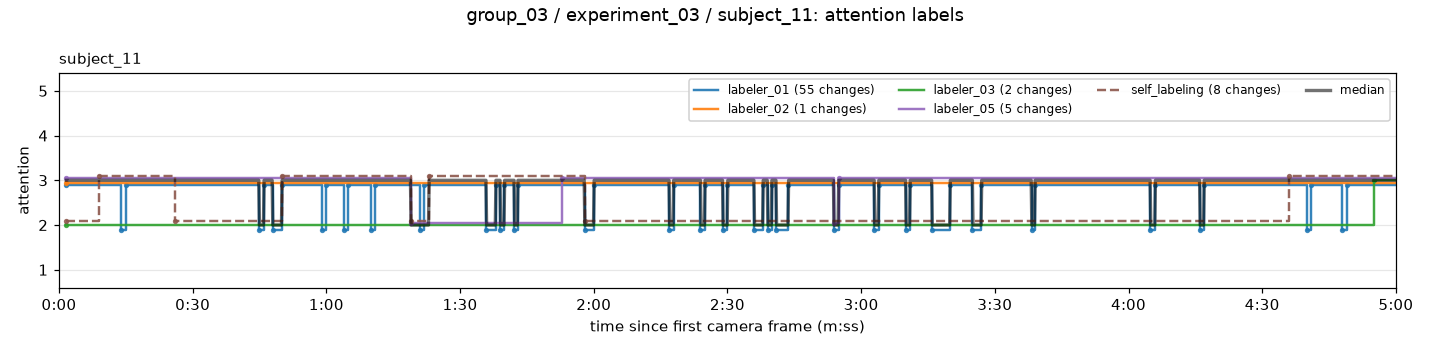 group_03 / experiment_03 / subject_11: attention labels
subject_11
labeler_01 (55 changes)
labeler_02 (1 changes)
labeler_03 (2 changes)
labeler_05 (5 changes)
self_labeling (8 changes)
median
attention
5
4
3
2
1
0:00 0:30 1:00 1:30 2:00 2:30 3:00 3:30 4:00 4:30 5:00
time since first camera frame (m:ss)